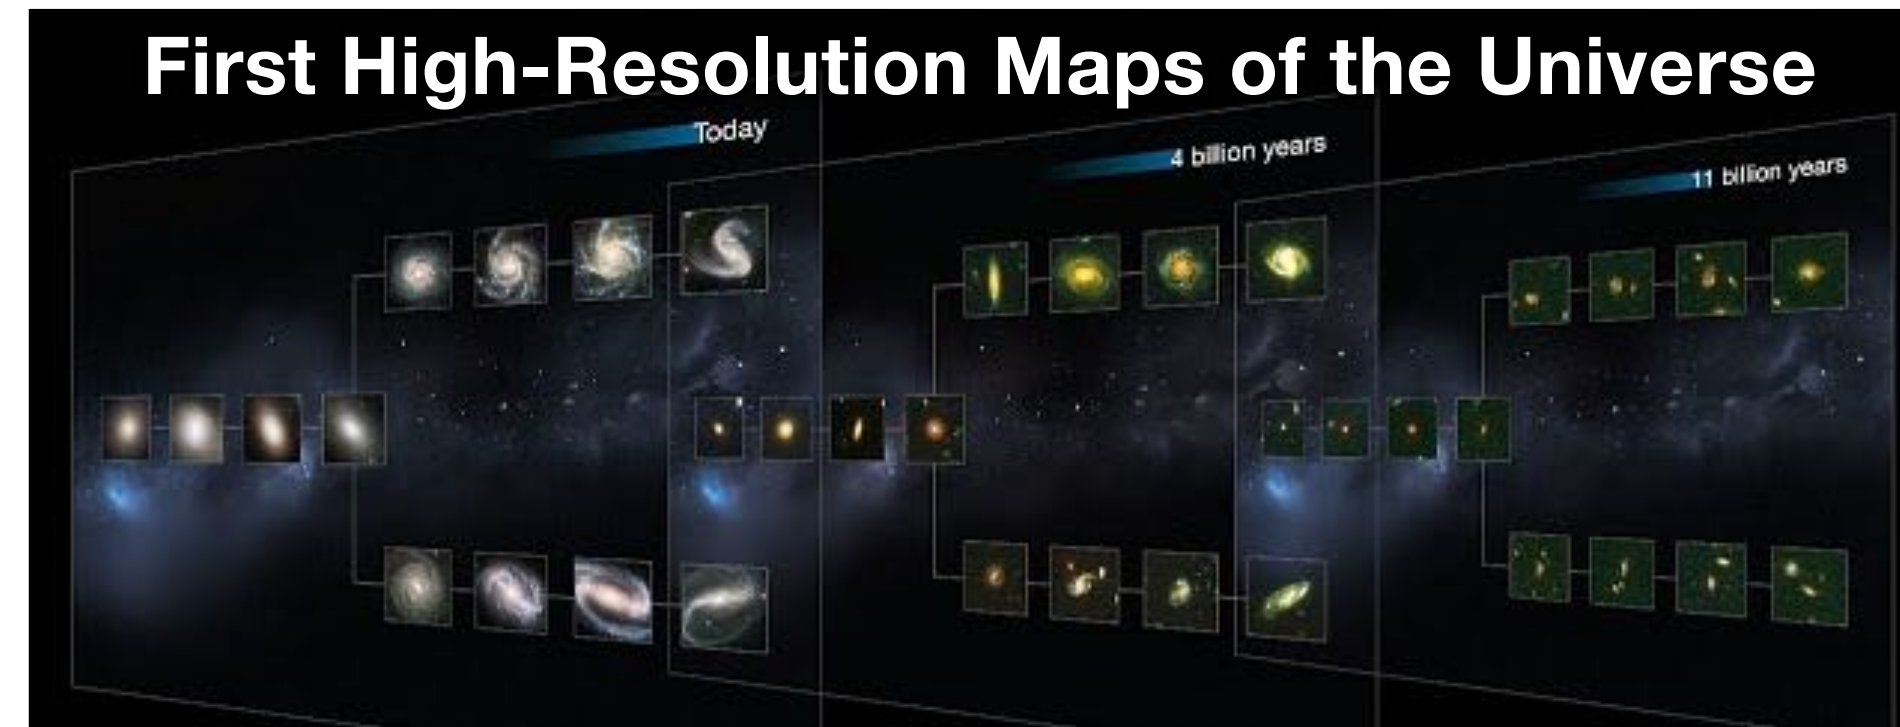 First High-Resolution Maps of the Universe
Today
4 billion years
11 billion years